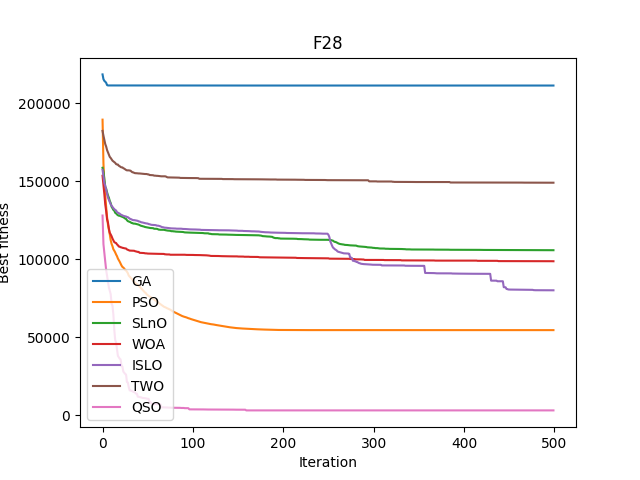 F28
Best fitness
200000
150000
100000
50000
0
GA
PSO
SLnO
WOA
ISLO
TWO
QSO
0 100 200 300 400 500
Iteration